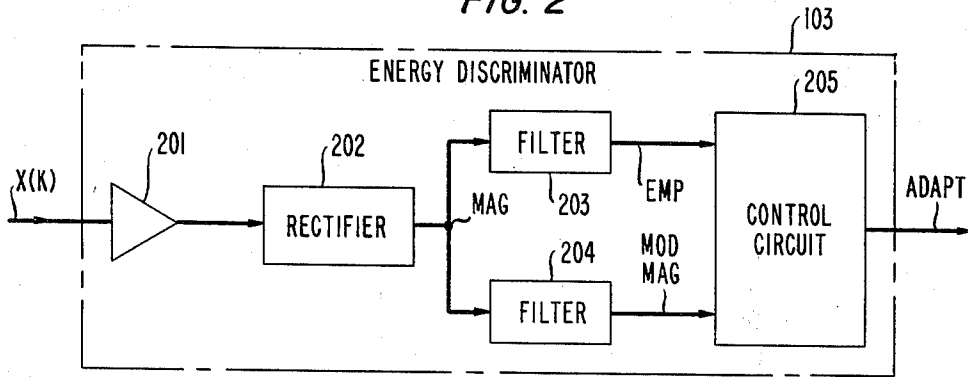 FIG. 2
103
ENERGY DISCRIMINATOR
205
201
202
FILTER
X(K)
203
EMP
ADAPT
RECTIFIER
MAG
CONTROL
CIRCUIT
204
MOD
MAG
FILTER